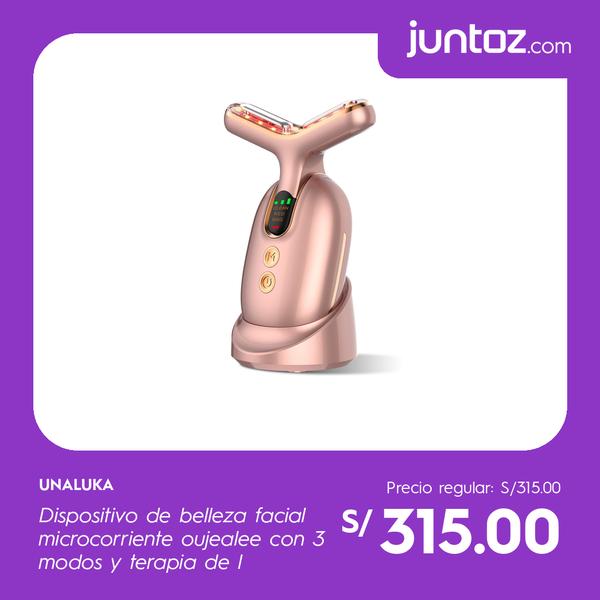 juntoz.com
M
UNALUKA
Dispositivo de belleza facial
microcorriente oujealee con 3
modos y terapia de l
Precio regular: S/315.00
S/ 315.00